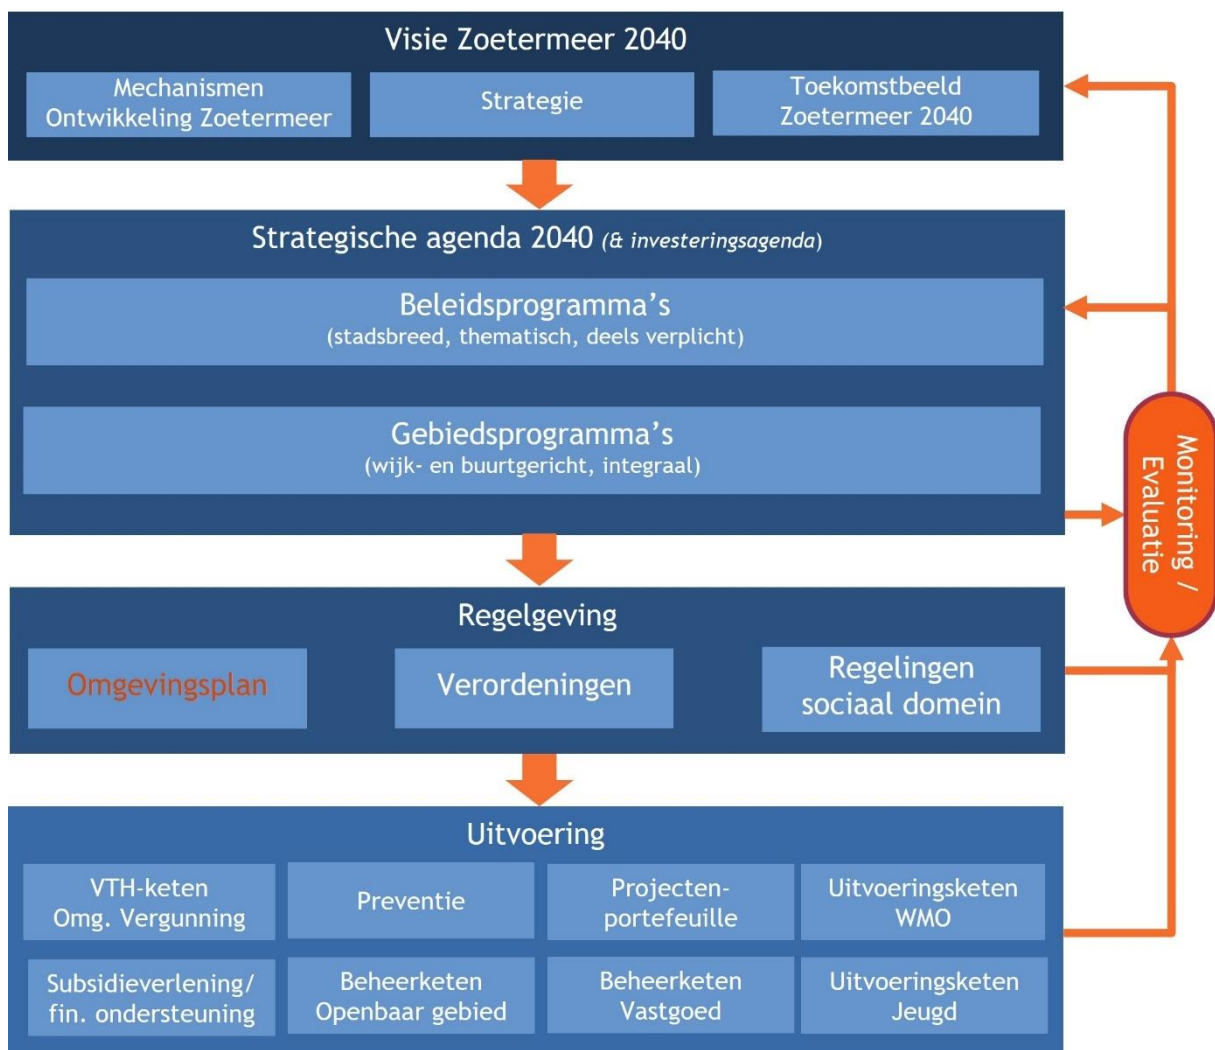 Visie Zoetermeer 2040
Mechanismen
Ontwikkeling Zoetermeer
Strategie
Toekomstbeeld
Zoetermeer 2040
Strategische agenda 2040 (& investeringsagenda)
Beleidsprogramma's
(stadsbreed, thematisch, deels verplicht)
Gebiedsprogramma's
(wijk- en buurtgericht, integraal)
Monitoring /
Evaluatie
Regelgeving
Omgevingsplan
Verordeningen
Regelingen
sociaal domein
Uitvoering
VTH-keten
Omg. Vergunning
Preventie
Projecten-
portefeuille
Uitvoeringsketen
WMO
Subsidieverlening/
fin. ondersteuning
Beheerketen
Openbaar gebied
Beheerketen
Vastgoed
Uitvoeringsketen
Jeugd